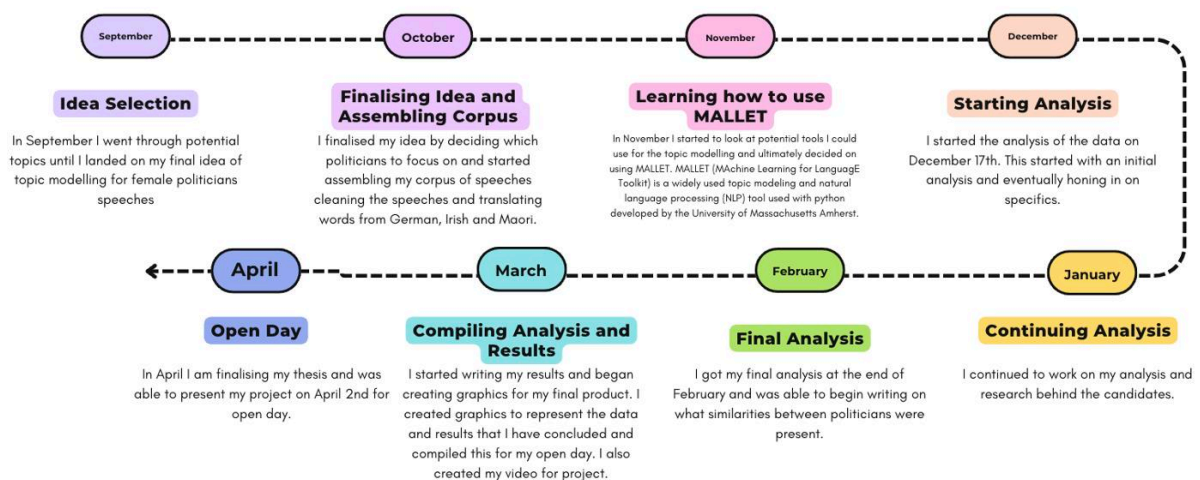 September
Idea Selection
In September I went through potential
topics until I landed on my final idea of
topic modelling for female politicians
speeches
October
Finalising Idea and
Assembling Corpus
I finalised my idea by deciding which
politicians to focus on and started
assembling my corpus of speeches
cleaning the speeches and translating
words from German, Irish and Maori.
November
Learning how to use
MALLET
In November I started to look at potential tools I could
use for the topic modelling and ultimately decided on
using MALLET. MALLET (MAchine Learning for LanguagE
Toolkit) is a widely used topic modeling and natural
language processing (NLP) tool used with python
developed by the University of Massachusetts Amherst.
December
Starting Analysis
I started the analysis of the data on
December 17th. This started with an initial
analysis and eventually honing in on
specifics.
January
Continuing Analysis
I continued to work on my analysis and
research behind the candidates.
February
Final Analysis
I got my final analysis at the end of
February and was able to begin writing on
what similarities between politicians were
present.
March
Compiling Analysis and
Results
I started writing my results and began
creating graphics for my final product. I
created graphics to represent the data
and results that I have concluded and
compiled this for my open day. I also
created my video for project.
April
Open Day
In April I am finalising my thesis and was
able to present my project on April 2nd for
open day.